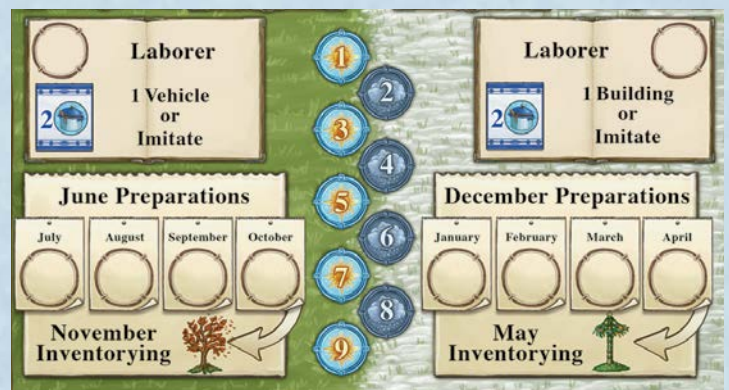 Laborer
2
1 Vehicle
or
Imitate
June Preparations
July
August
September
October
November
Inventorying
1
2
3
4
5
6
7
8
9
Laborer
2
1 Building
or
Imitate
December Preparations
January
February
March
April
May
Inventorying